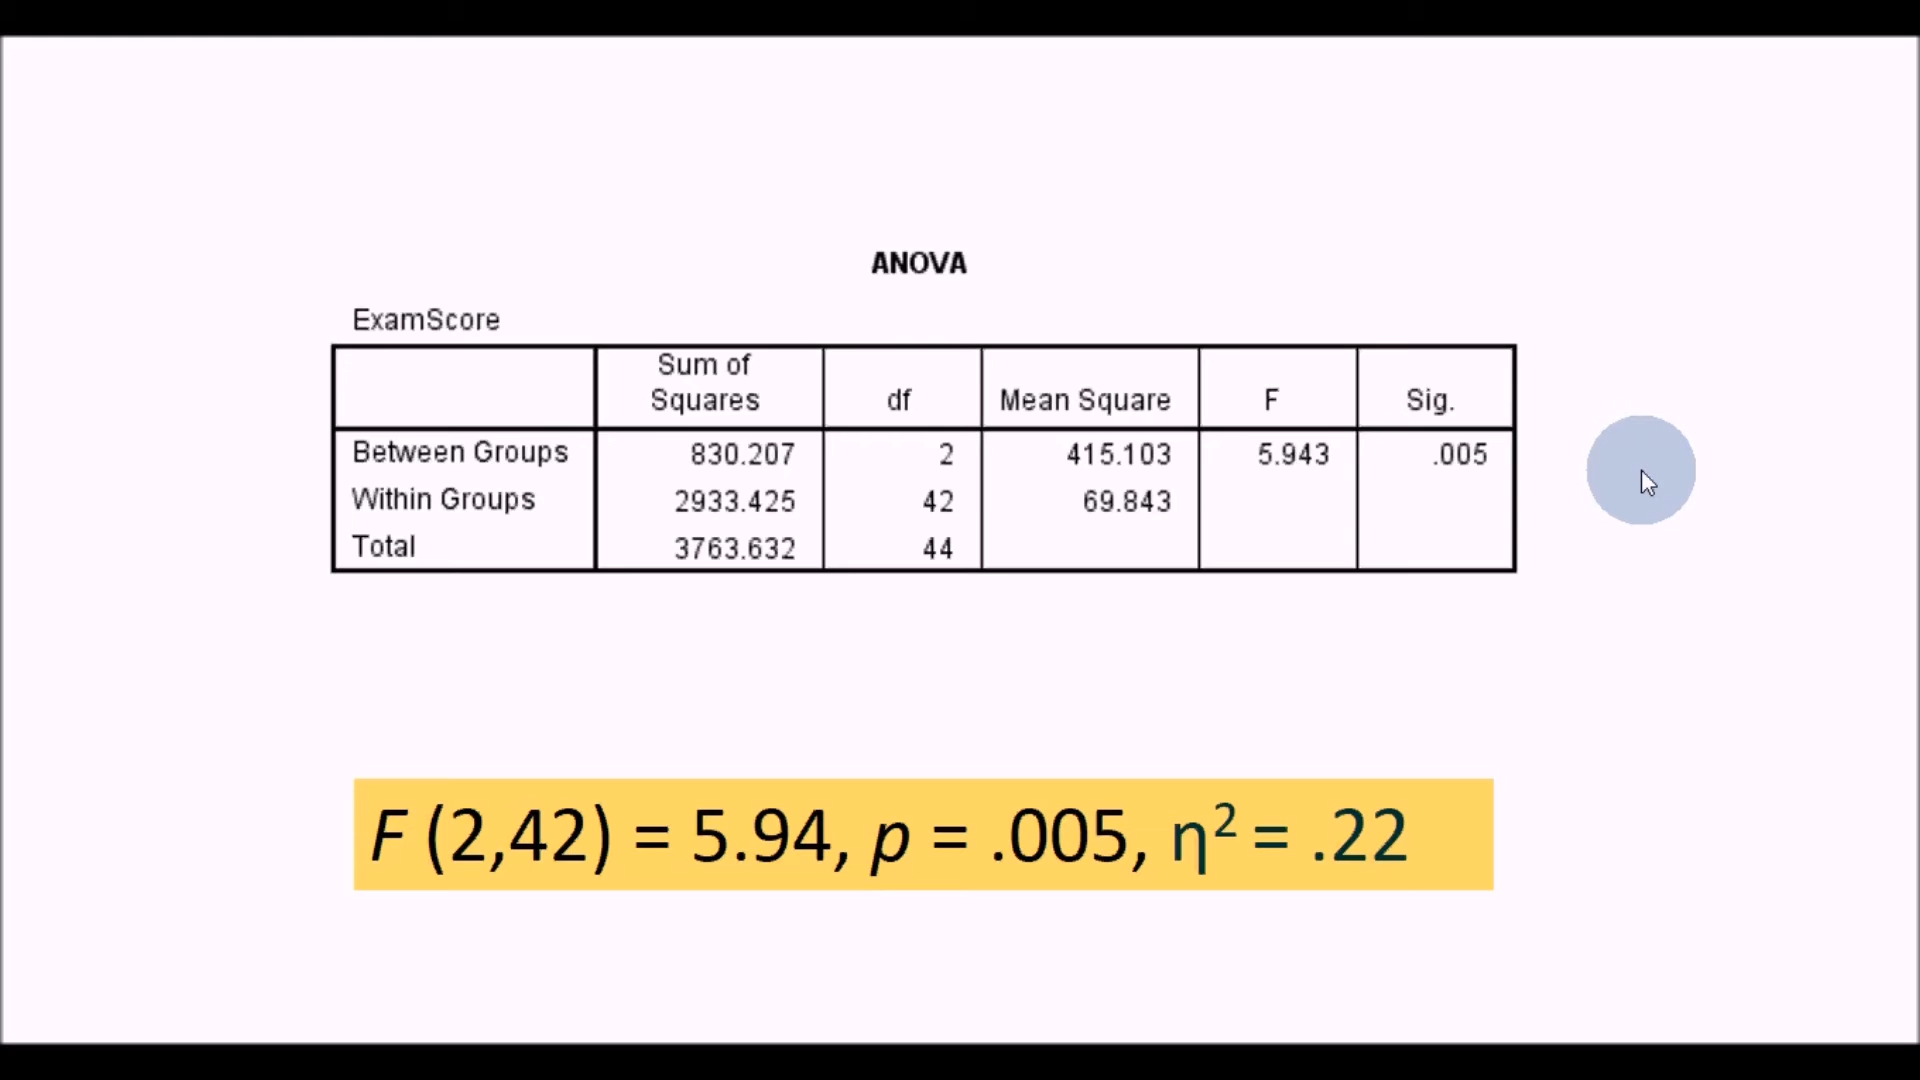 ANOVA
ExamScore
Sum of Squares df Mean Square F Sig.
Between Groups 830.207 2 415.103 5.943 .005
Within Groups 2933.425 42 69.843
Total 3763.632 44
F (2,42) = 5.94, p = .005, η² = .22